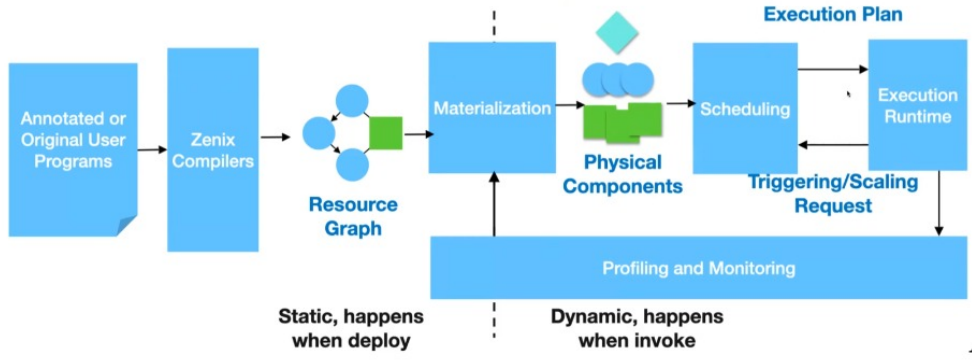 Annotated or
Original User
Programs
Zenix
Compilers
Resource
Graph
Materialization
Physical
Components
Scheduling
Execution Plan
Execution
Runtime
Triggering/Scaling
Request
Profiling and Monitoring
Static, happens
when deploy
Dynamic, happens
when invoke